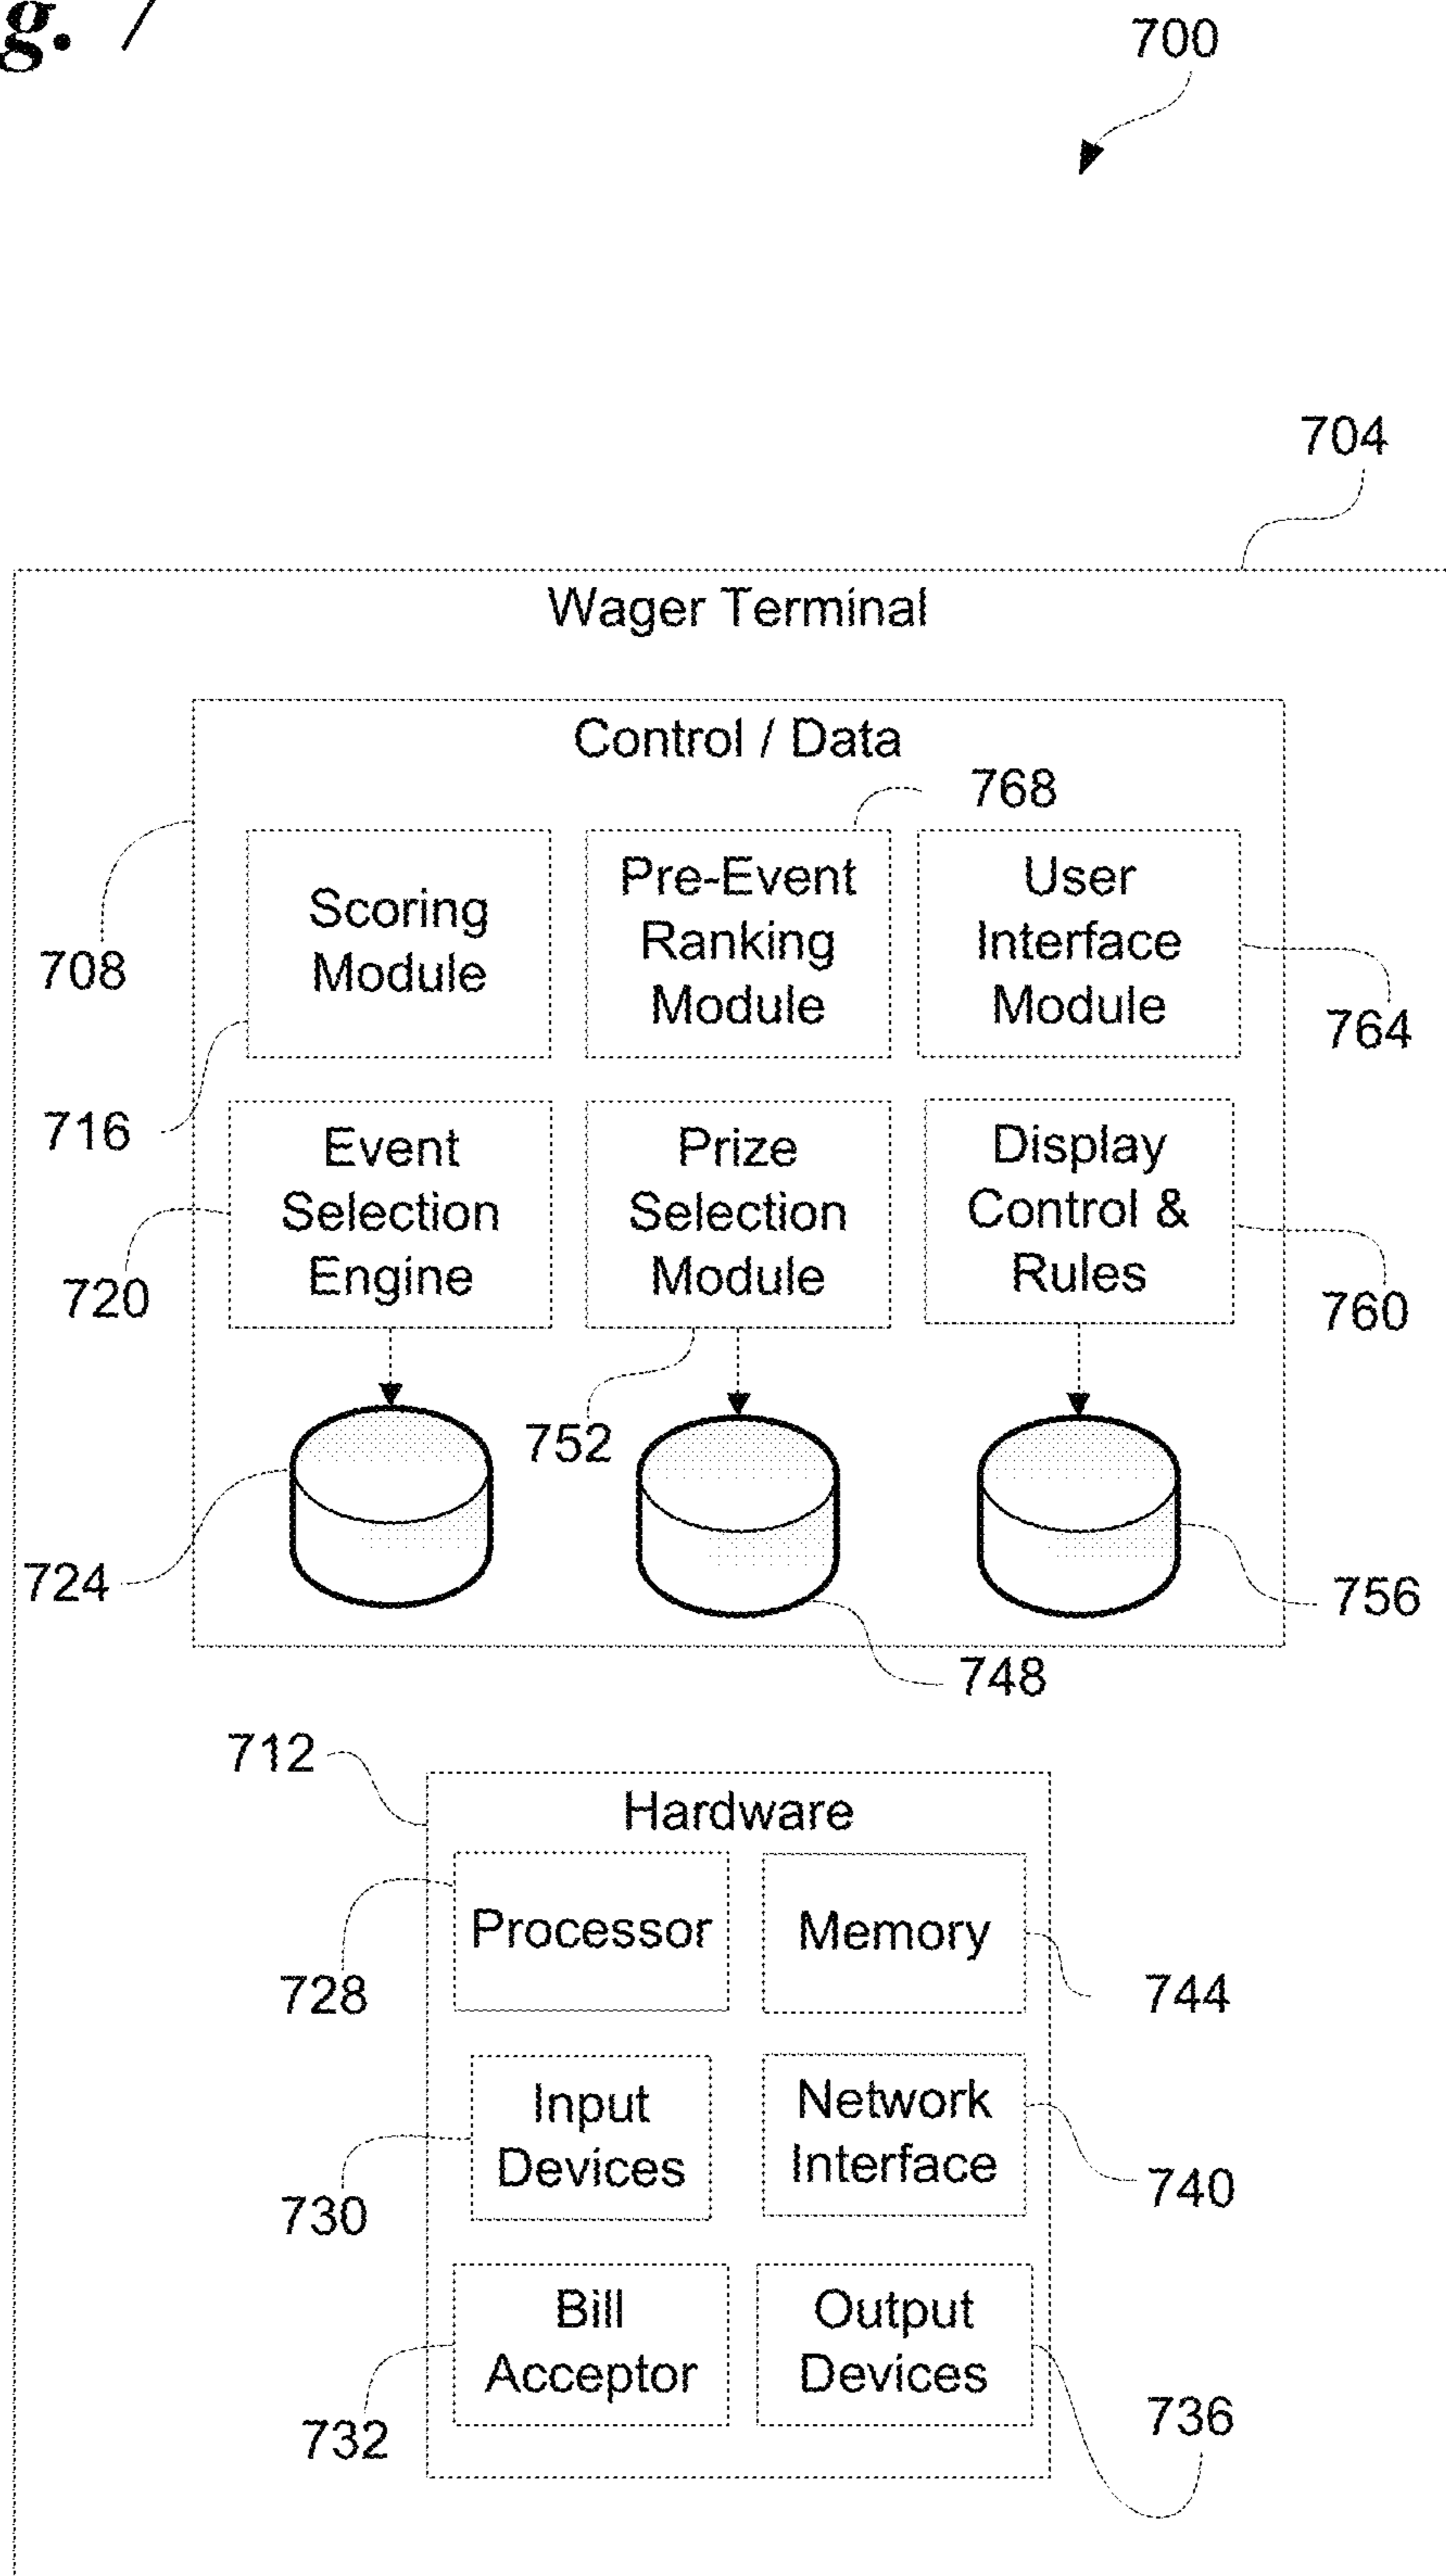 g. 7
700
704
Wager Terminal
Control / Data
768
Scoring
Module
Pre-Event
Ranking
Module
User
Interface
Module
708
764
716
Event
Selection
Engine
Prize
Selection
Module
Display
Control &
Rules
720
760
752
724
756
748
712
Hardware
Processor
Memory
728
744
Input
Devices
Network
Interface
730
740
Bill
Acceptor
Output
Devices
732
736